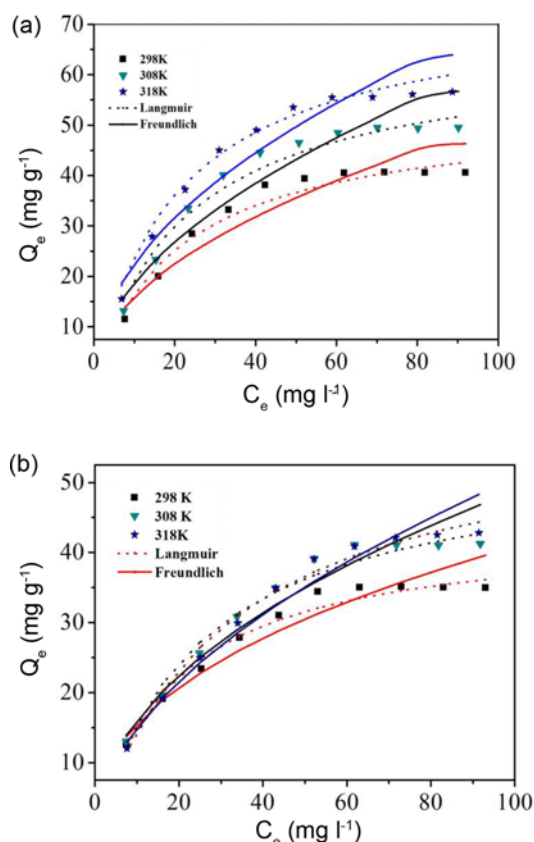 (a)
70
60
50
40
30
20
10
298K
308K
318K
Langmuir
Freundlich
Qe (mg g-1)
0 20 40 60 80 100
Ce (mg l-1)
(b)
50
40
30
20
10
298 K
308 K
318K
Langmuir
Freundlich
Qe (mg g-1)
0 20 40 60 80 100
Ce (mg l-1)